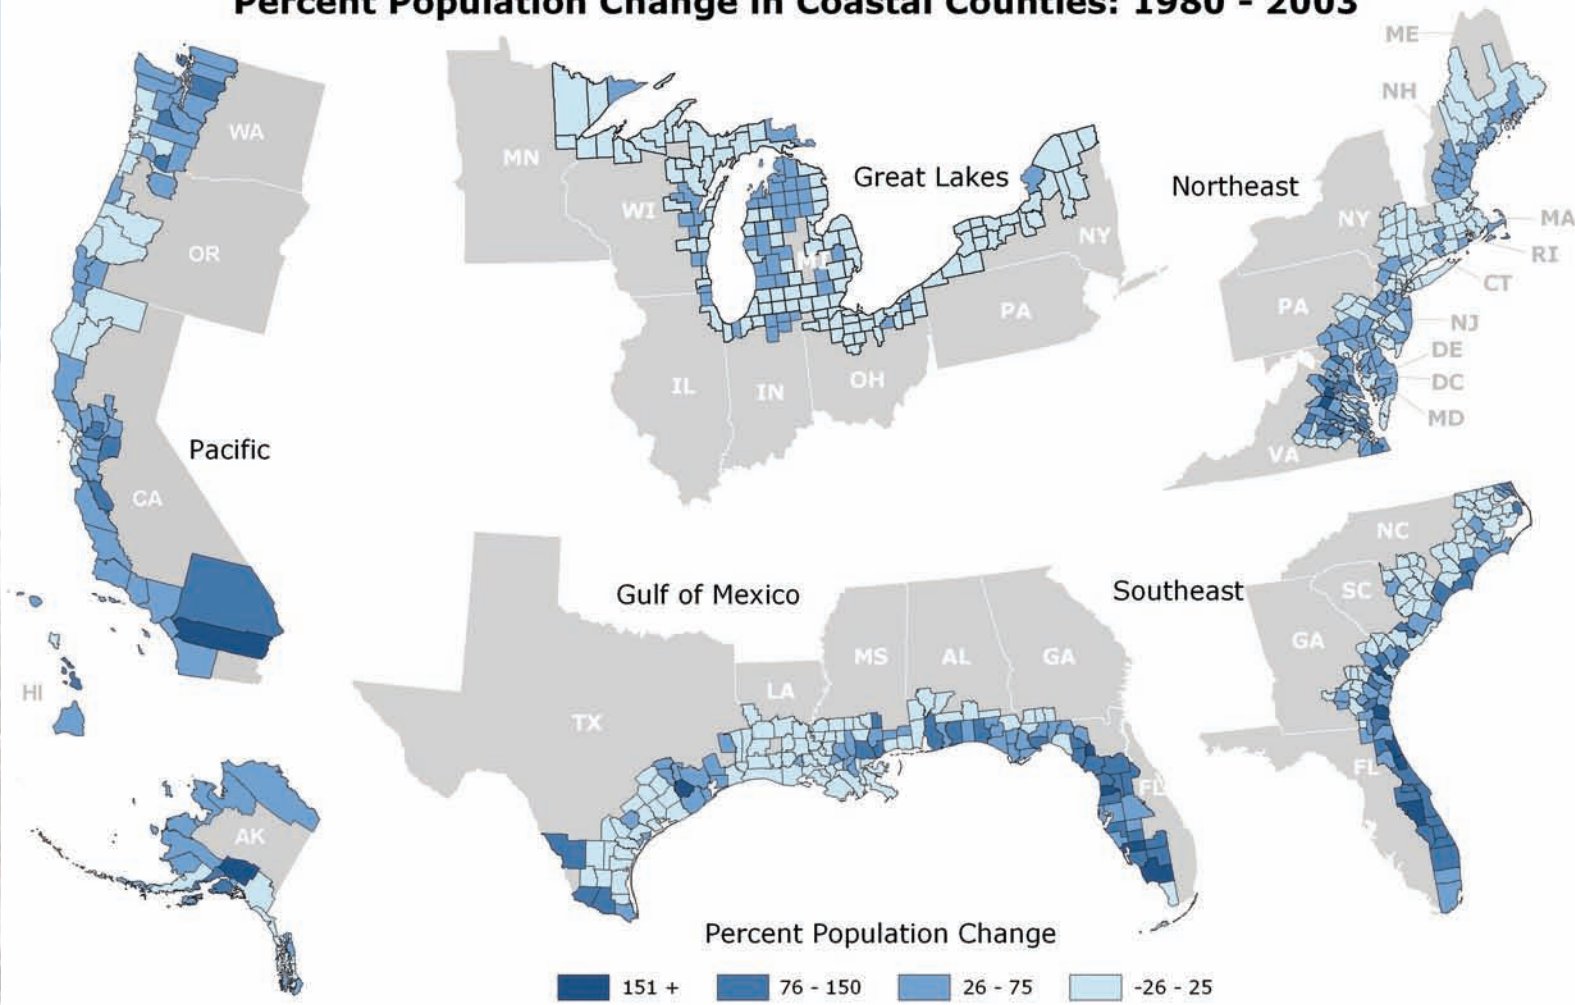 Percent Population Change in Coastal Counties: 1980 - 2003
ME
NH
WA
MN
Great Lakes
Northeast
WI
NY
MA
OR
MI
NY
RI
CT
PA
PA
NJ
DE
IL
IN
OH
DC
MD
Pacific
VA
CA
NC
Gulf of Mexico
Southeast
SC
GA
MS
AL
GA
HI
LA
TX
FL
FL
AK
Percent Population Change
151 +
76 - 150
26 - 75
-26 - 25